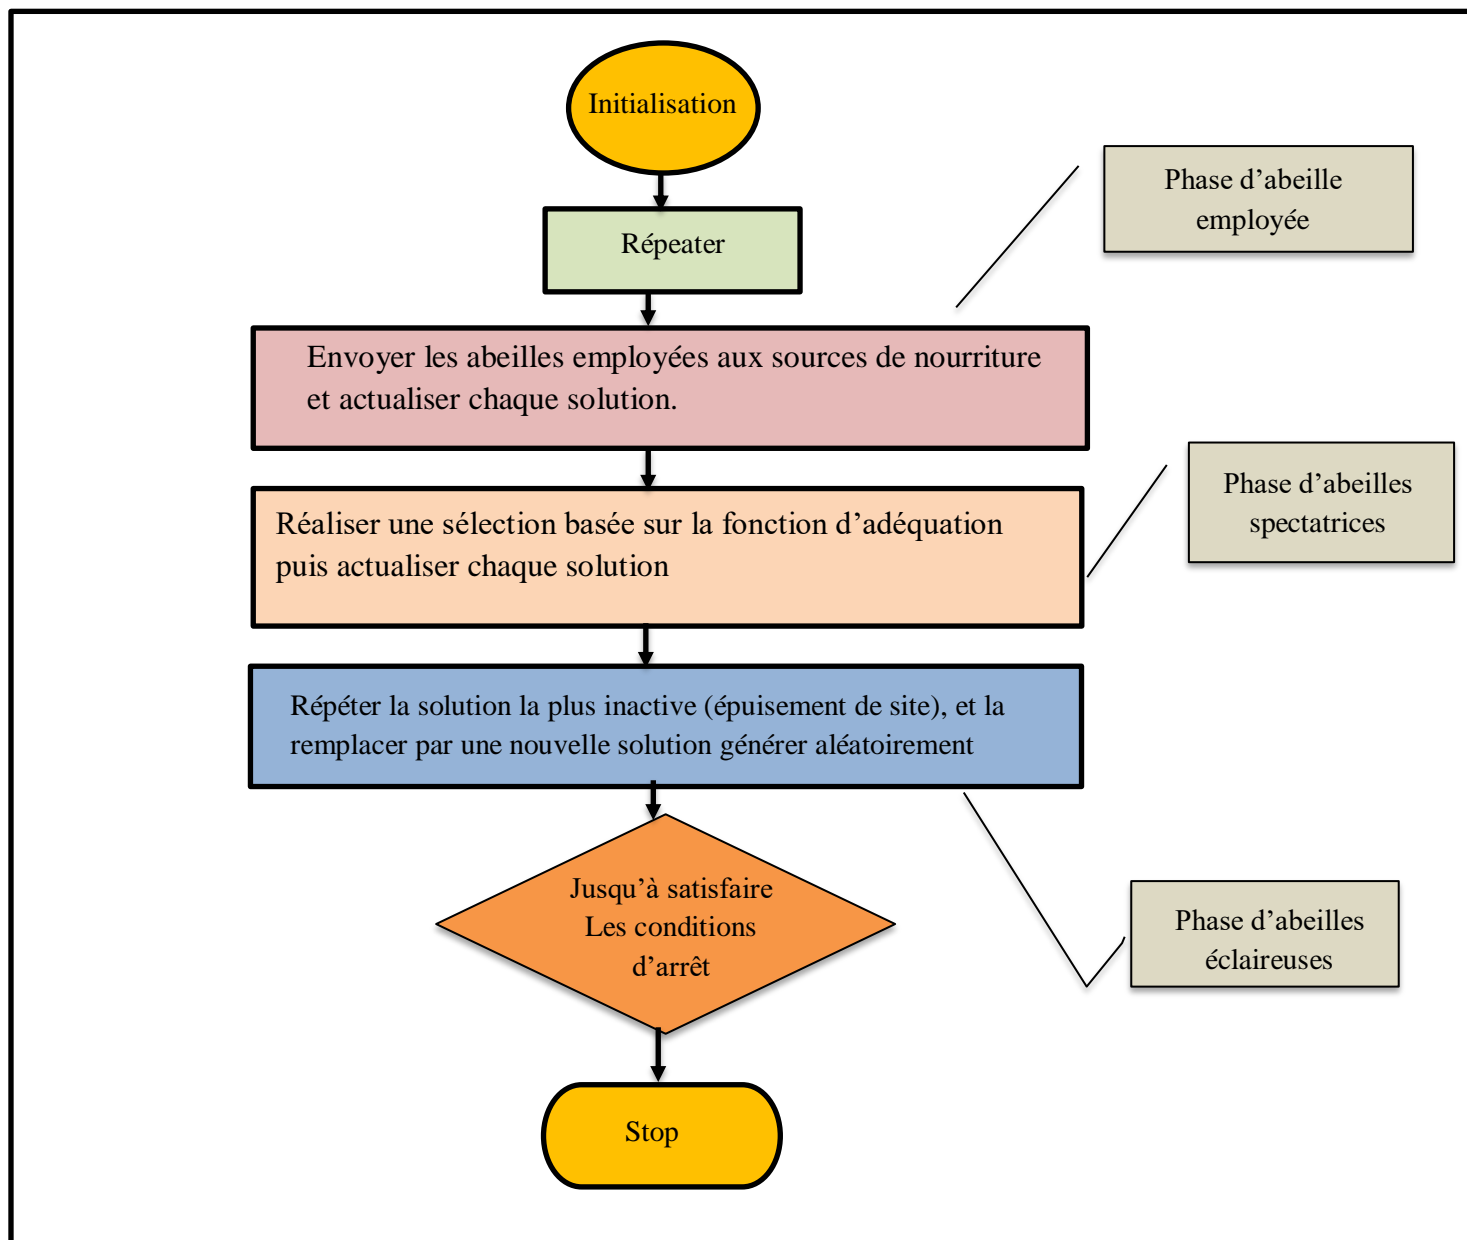 Initialisation
Phase d’abeille
employée
Répeater
Envoyer les abeilles employées aux sources de nourriture
et actualiser chaque solution.
Phase d’abeilles
spectatrices
Réaliser une sélection basée sur la fonction d’adéquation
puis actualiser chaque solution
Répéter la solution la plus inactive (épuisement de site), et la
remplacer par une nouvelle solution générer aléatoirement
Jusqu’à satisfaire
Les conditions
d’arrêt
Phase d’abeilles
éclaireuses
Stop